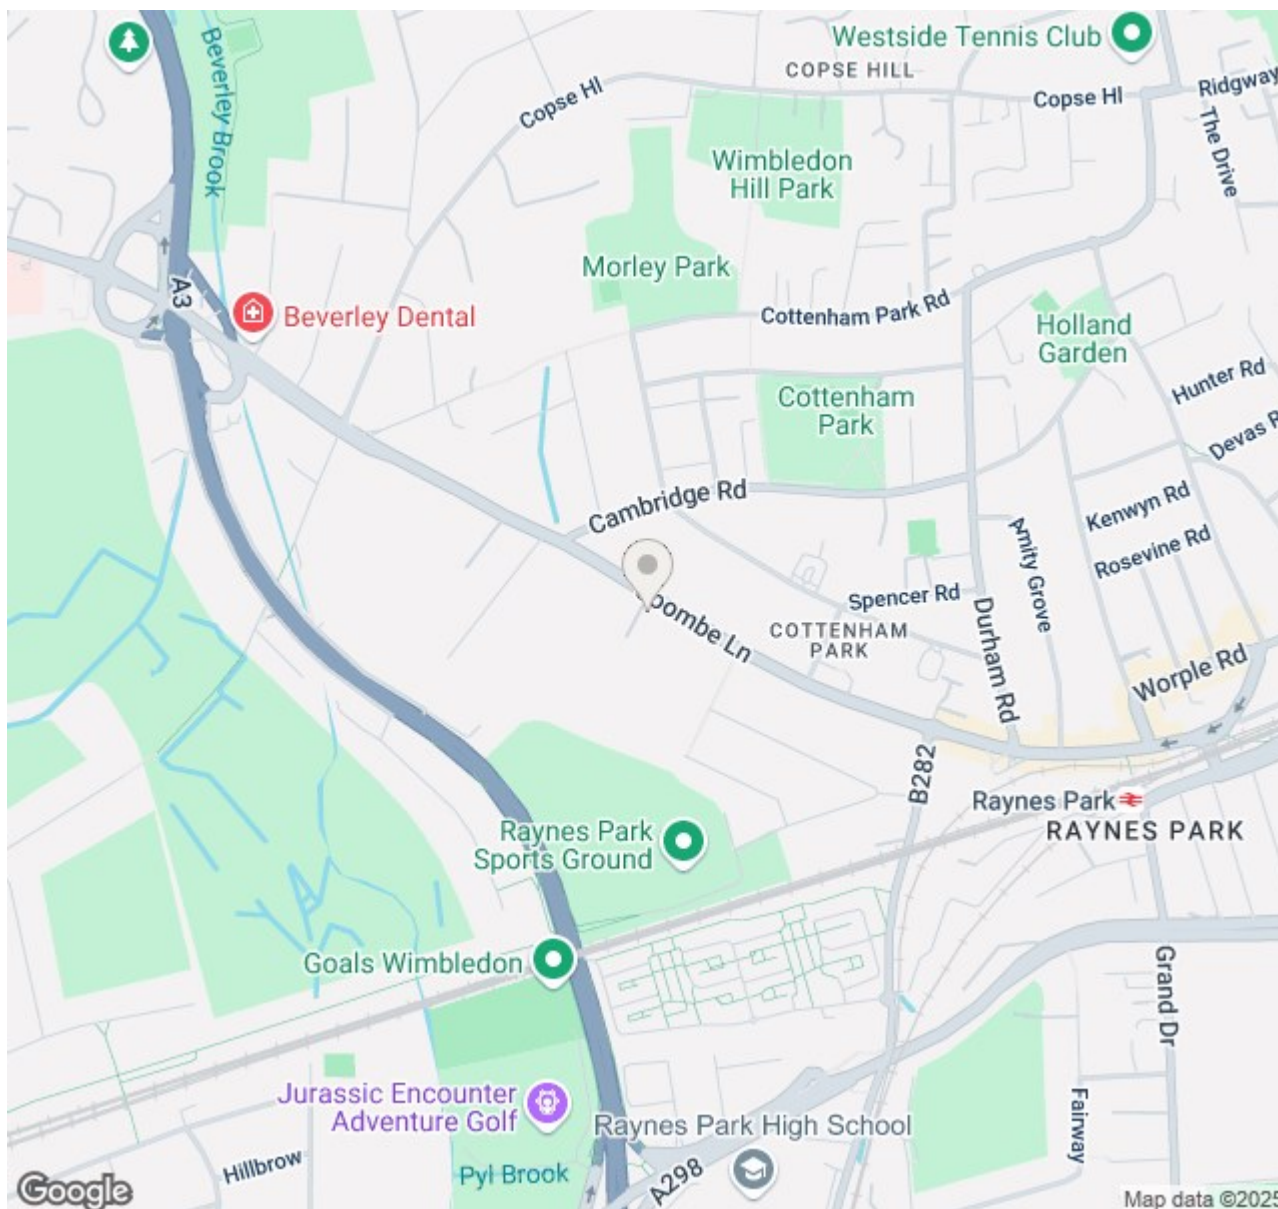 Westside Tennis Club
COPSE HILL
Copse Hl
Copse Hl
Ridgway
The Drive
Beverley Brook
Wimbledon
Hill Park
Morley Park
A3
Beverley Dental
Cottenham Park Rd
Holland
Garden
Hunter Rd
Cottenham
Park
Devas R
Cambridge Rd
Kenwyn Rd
Amity Grove
Rosevine Rd
Spencer Rd
Coombe Ln
COTTENHAM
PARK
Durham Rd
Worple Rd
B282
Raynes Park
RAYNES PARK
Raynes Park
Sports Ground
Goals Wimbledon
Grand Dr
Jurassic Encounter
Adventure Golf
Raynes Park High School
Fairway
Hillbrow
Pyl Brook
A298
Google
Map data ©2025